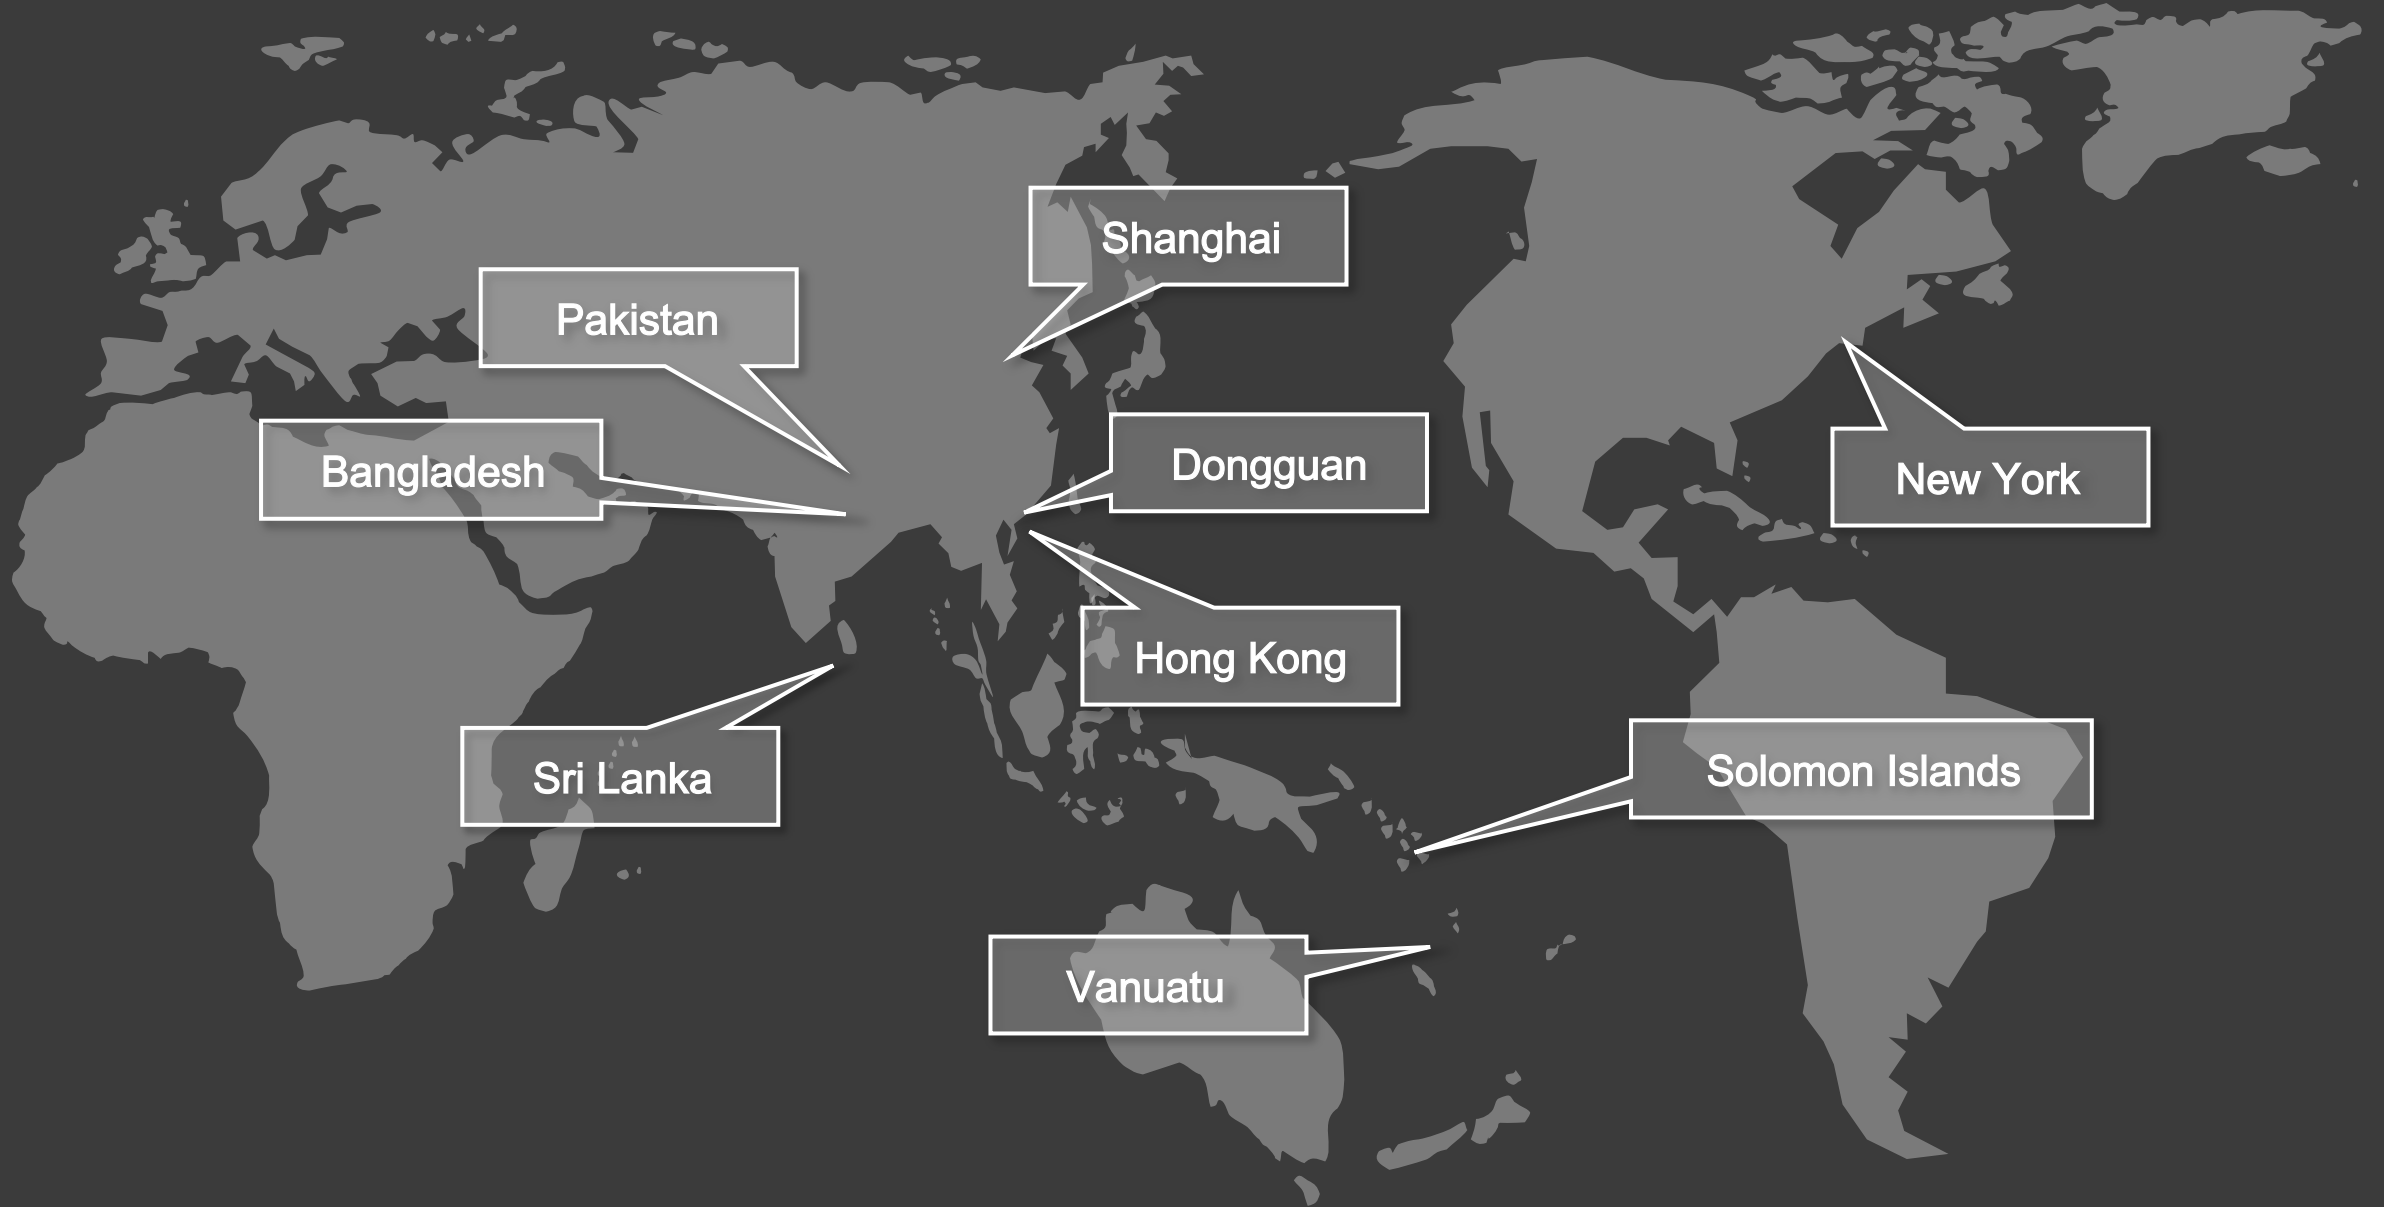 Shanghai
Pakistan
Bangladesh
Dongguan
New York
Hong Kong
Sri Lanka
Solomon Islands
Vanuatu